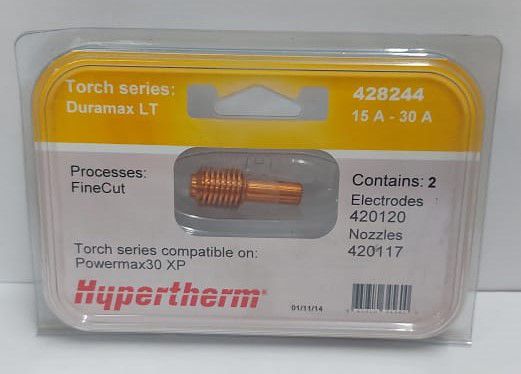 Torch series:
Duramax LT
428244
15 A - 30 A
Processes:
FineCut
Contains: 2
Electrodes
420120
Nozzles
420117
Torch series compatible on:
Powermax30 XP
Hypertherm®
01/11/14